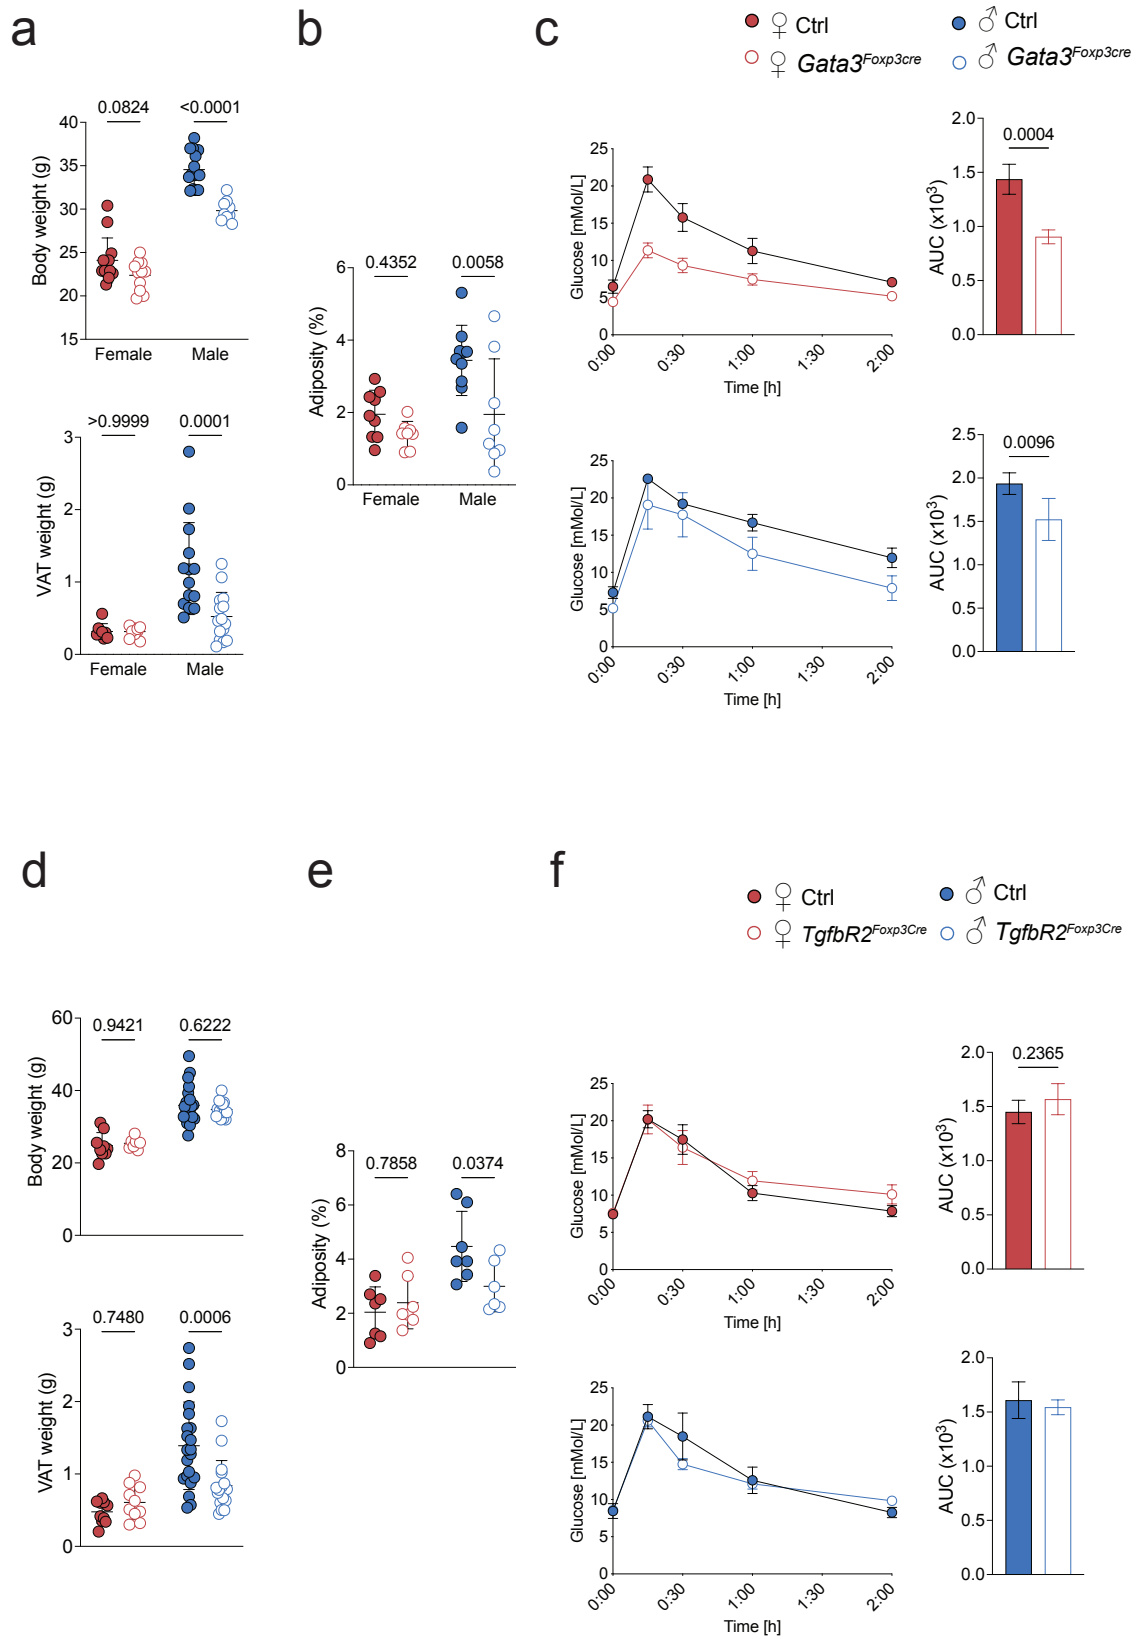 a
b
c
♀ Ctrl
♂ Ctrl
♀ Gata3Foxp3cre
♂ Gata3Foxp3cre
0.0824
<0.0001
40
35
30
25
20
15
Body weight (g)
Female
Male
>0.9999
0.0001
3
2
1
0
VAT weight (g)
Female
Male
0.4352
0.0058
6
4
2
0
Adiposity (%)
Female
Male
25
20
15
10
5
0
Glucose [mMol/L]
0:00
0:30
1:00
1:30
2:00
Time [h]
0.0004
2.0
1.5
1.0
0.5
0.0
AUC (x10³)
25
20
15
10
5
0
Glucose [mMol/L]
0:00
0:30
1:00
1:30
2:00
Time [h]
0.0096
2.5
2.0
1.5
1.0
0.5
0.0
AUC (x10³)
d
e
f
♀ Ctrl
♂ Ctrl
♀ TgfbR2Foxp3Cre
♂ TgfbR2Foxp3Cre
0.9421
0.6222
60
40
20
0
Body weight (g)
0.7480
0.0006
3
2
1
0
VAT weight (g)
0.7858
0.0374
8
6
4
2
0
Adiposity (%)
25
20
15
10
5
0
Glucose [mMol/L]
0:00
0:30
1:00
1:30
2:00
Time [h]
0.2365
2.0
1.5
1.0
0.5
0.0
AUC (x10³)
25
20
15
10
5
0
Glucose [mMol/L]
0:00
0:30
1:00
1:30
2:00
Time [h]
2.0
1.5
1.0
0.5
0.0
AUC (x10³)